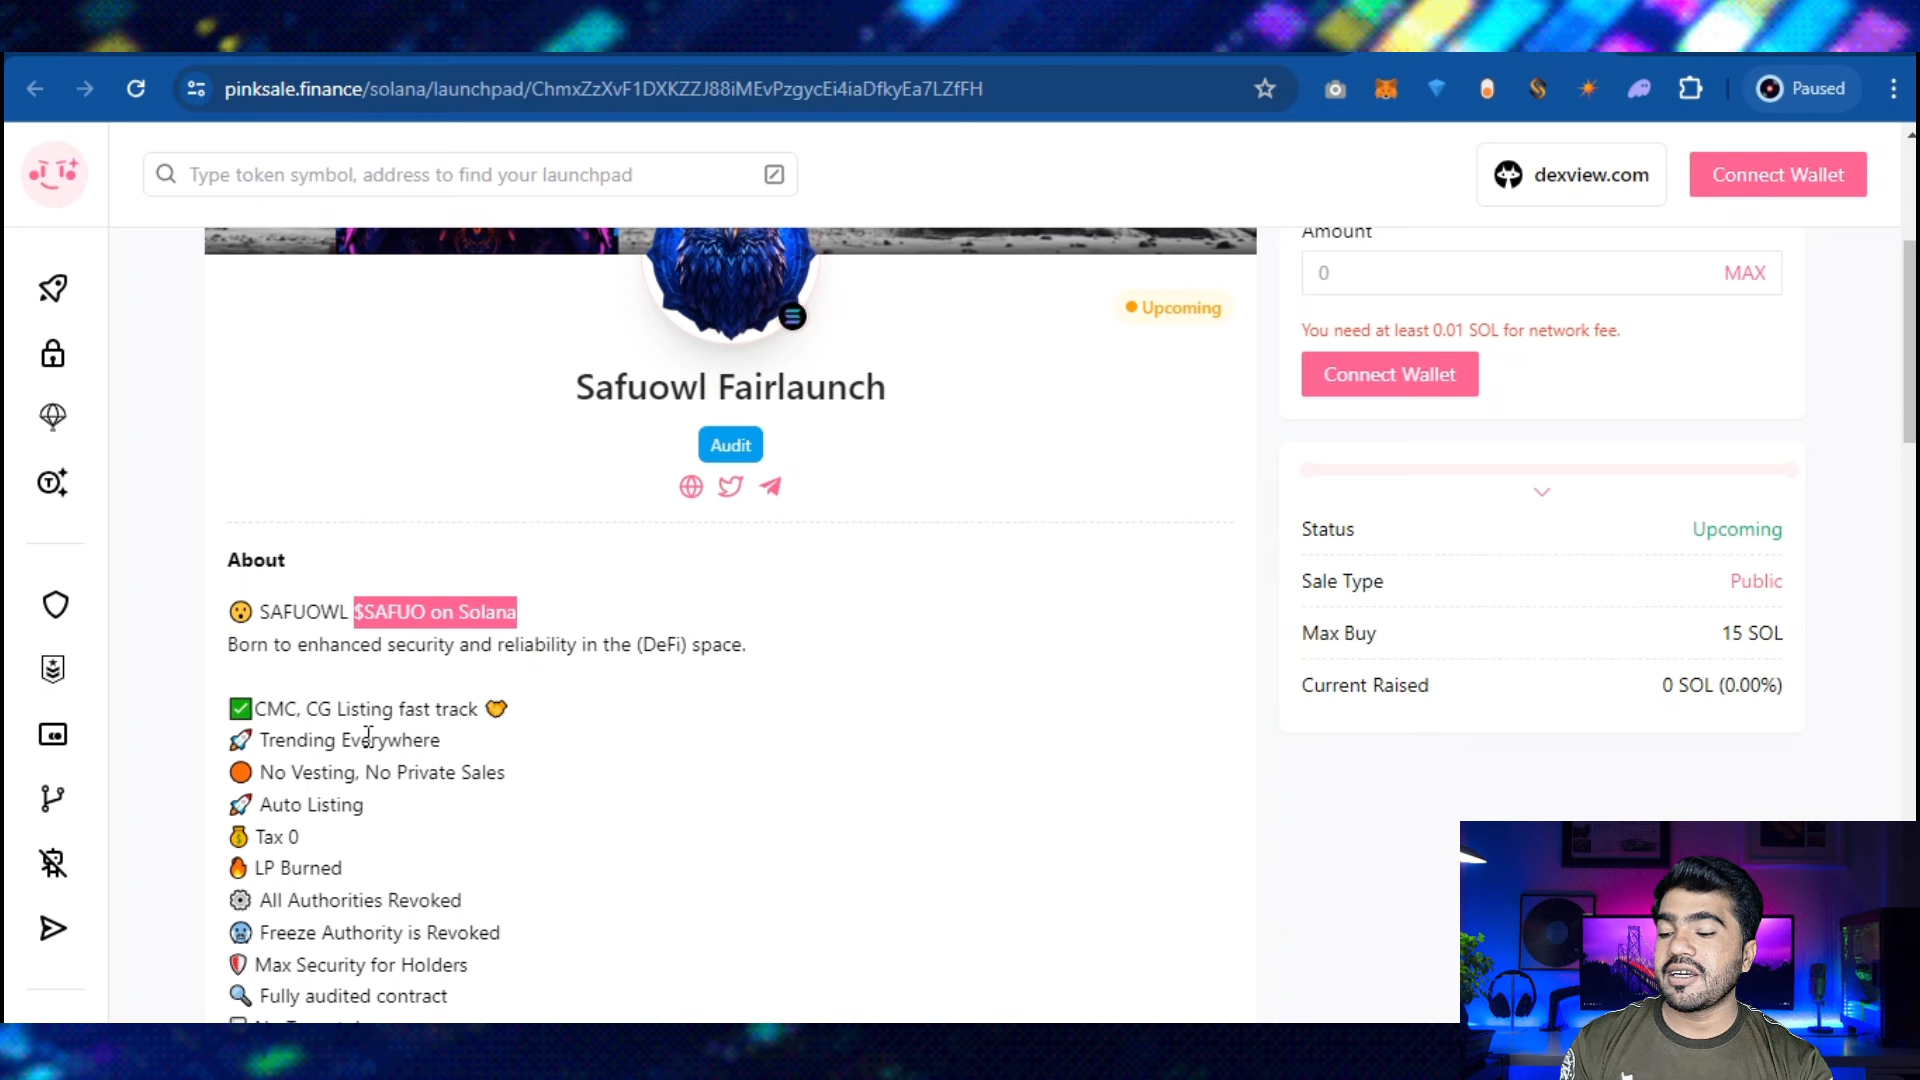 pinksale.finance/solana/launchpad/ChmxZzXvF1DXKZZJ88iMEvPzgycEi4iaDfkyEa7LZfFH
Paused
Type token symbol, address to find your launchpad
dexview.com
Connect Wallet
Amount
0
MAX
Upcoming
You need at least 0.01 SOL for network fee.
Connect Wallet
Safuowl Fairlaunch
Audit
About
SAFUOWL $SAFUO on Solana
Born to enhanced security and reliability in the (DeFi) space.
CMC, CG Listing fast track
Trending Everywhere
No Vesting, No Private Sales
Auto Listing
Tax 0
LP Burned
All Authorities Revoked
Freeze Authority is Revoked
Max Security for Holders
Fully audited contract
Status
Upcoming
Sale Type
Public
Max Buy
15 SOL
Current Raised
0 SOL (0.00%)